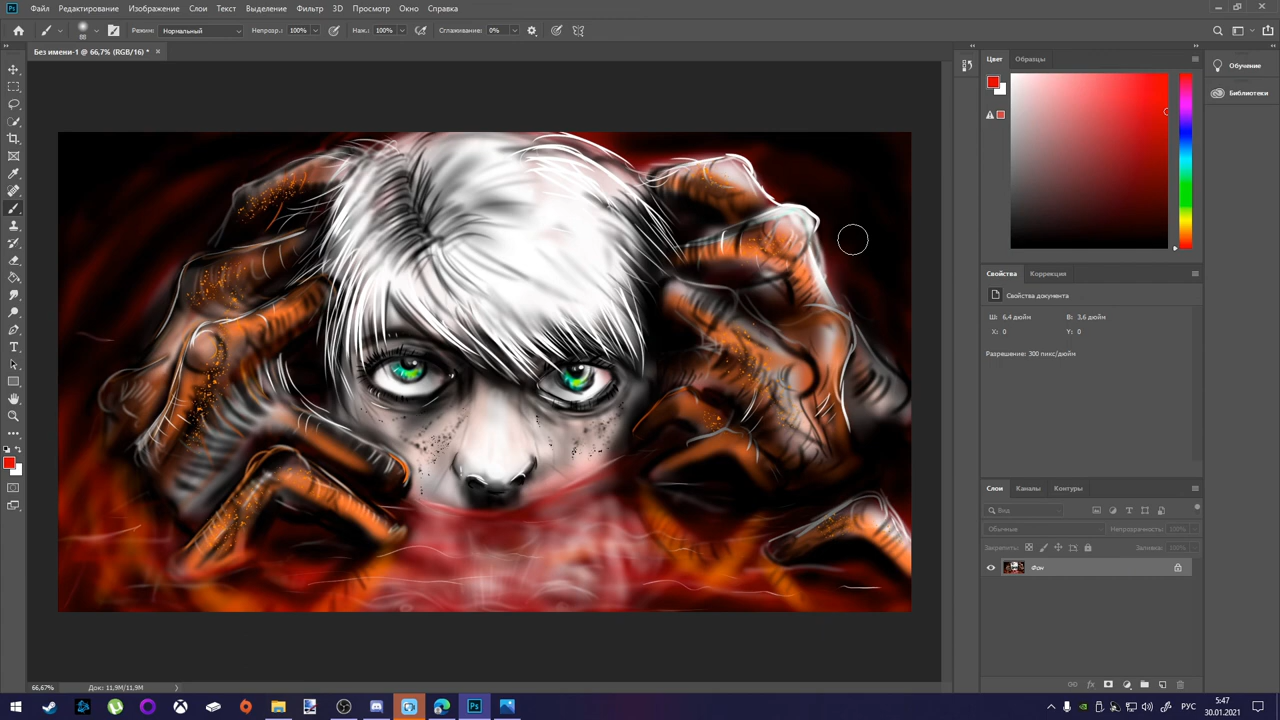 Файл Редактирование Изображение Слои Текст Выделение Фильтр 3D Просмотр Окно Справка
60 Режим: Нормальный Непрозр.: 100% Наж.: 100% Сглаживание: 0%
Без имени-1 @ 66,7% (RGB/16) *
Цвет Образцы
Обучение
Библиотеки
Свойства Коррекция
Свойства документа
Ш: 6,4 дюйм В: 3,6 дюйм
X: 0 Y: 0
Разрешение: 300 пикс/дюйм
Слои Каналы Контуры
Вид
Обычные Непрозрачность: 100%
Закрепить: Заливка: 100%
Фон
66,67% Док: 11,9M/11,9M
Ps РУС 5:47
30.01.2021